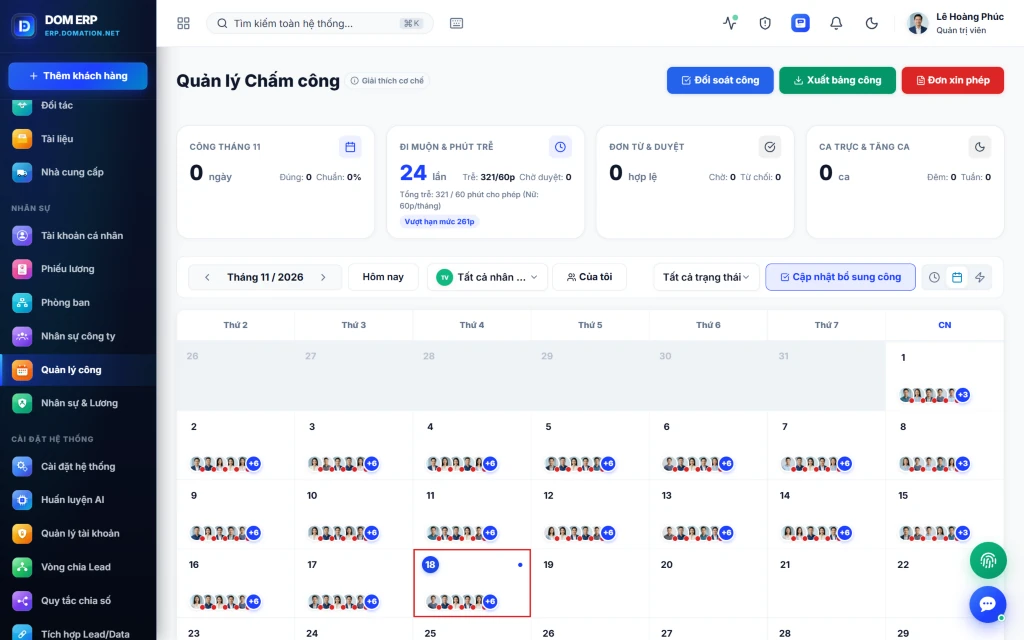 DOM ERP
ERP.DOMATION.NET
Thêm khách hàng
Đối tác
Tài liệu
Nhà cung cấp
NHÂN SỰ
Tài khoản cá nhân
Phiếu lương
Phòng ban
Nhân sự công ty
Quản lý công
Nhân sự & Lương
CÀI ĐẶT HỆ THỐNG
Cài đặt hệ thống
Huấn luyện AI
Quản lý tài khoản
Vòng chia Lead
Quy tắc chia số
Tích hợp Lead/Data
Tìm kiếm toàn hệ thống...
⌘K
Lê Hoàng Phúc
Quản trị viên
Quản lý Chấm công
Giải thích cơ chế
Đối soát công
Xuất bảng công
Đơn xin phép
CÔNG THÁNG 11
0 ngày
Đúng: 0 Chuẩn: 0%
ĐI MUỘN & PHÚT TRỄ
24 lần
Trễ: 321/60p Chờ duyệt: 0
Tổng trễ: 321 / 60 phút cho phép (Nữ:
60p/tháng)
Vượt hạn mức 261p
ĐƠN TỪ & DUYỆT
0 hợp lệ
Chờ: 0 Từ chối: 0
CA TRỰC & TĂNG CA
0 ca
Đêm: 0 Tuần: 0
Tháng 11 / 2026
Hôm nay
TV Tất cả nhân ...
Của tôi
Tất cả trạng thái
Cập nhật bổ sung công
Thứ 2 Thứ 3 Thứ 4 Thứ 5 Thứ 6 Thứ 7 CN
26 27 28 29 30 31 1
+3
2 3 4 5 6 7 8
+6 +6 +6 +6 +6 +6 +3
9 10 11 12 13 14 15
+6 +6 +6 +6 +6 +6 +3
16 17 18 19 20 21 22
+6 +6 +6
23 24 25 26 27 28 29